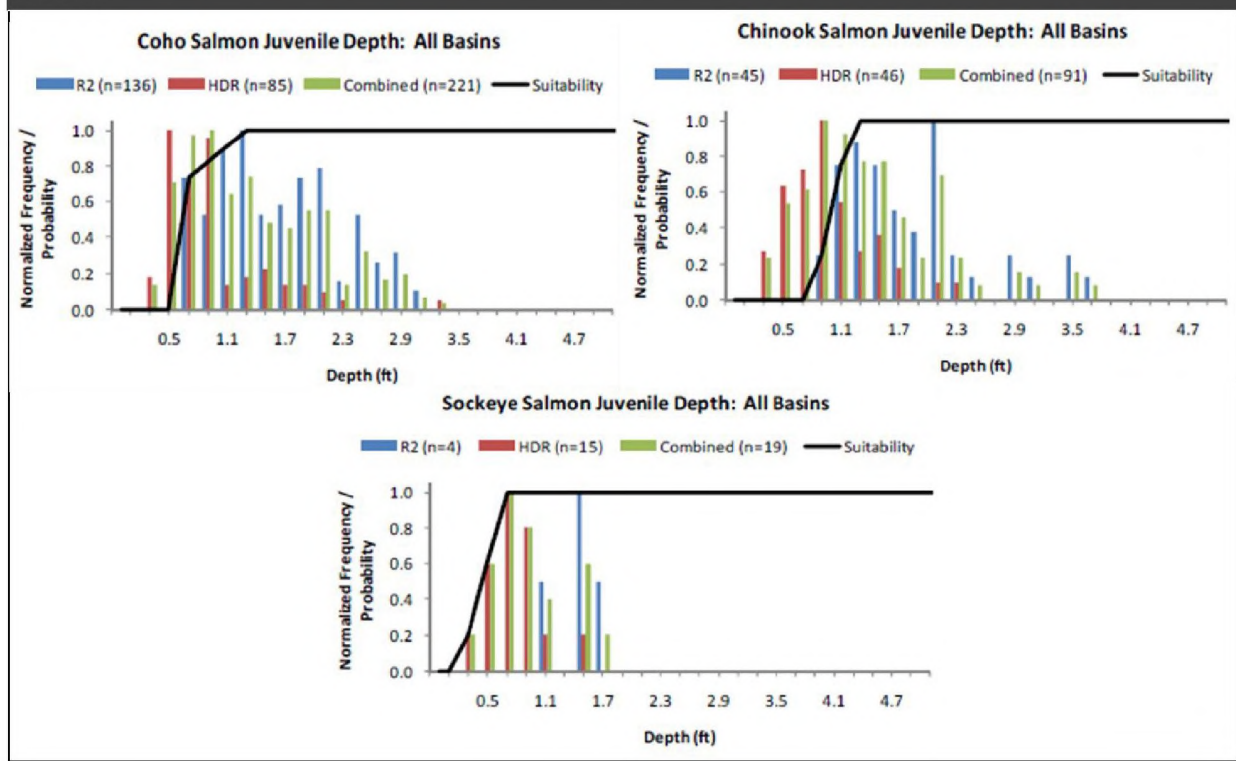 Coho Salmon Juvenile Depth: All Basins
R2 (n=136) HDR (n=85) Combined (n=221) Suitability
Normalized Frequency /
Probability
1.0
0.8
0.6
0.4
0.2
0.0
0.5 1.1 1.7 2.3 2.9 3.5 4.1 4.7
Depth (ft)
Chinook Salmon Juvenile Depth: All Basins
R2 (n=45) HDR (n=46) Combined (n=91) Suitability
Normalized Frequency /
Probability
1.0
0.8
0.6
0.4
0.2
0.0
0.5 1.1 1.7 2.3 2.9 3.5 4.1 4.7
Depth (ft)
Sockeye Salmon Juvenile Depth: All Basins
R2 (n=4) HDR (n=15) Combined (n=19) Suitability
Normalized Frequency /
Probability
1.0
0.8
0.6
0.4
0.2
0.0
0.5 1.1 1.7 2.3 2.9 3.5 4.1 4.7
Depth (ft)